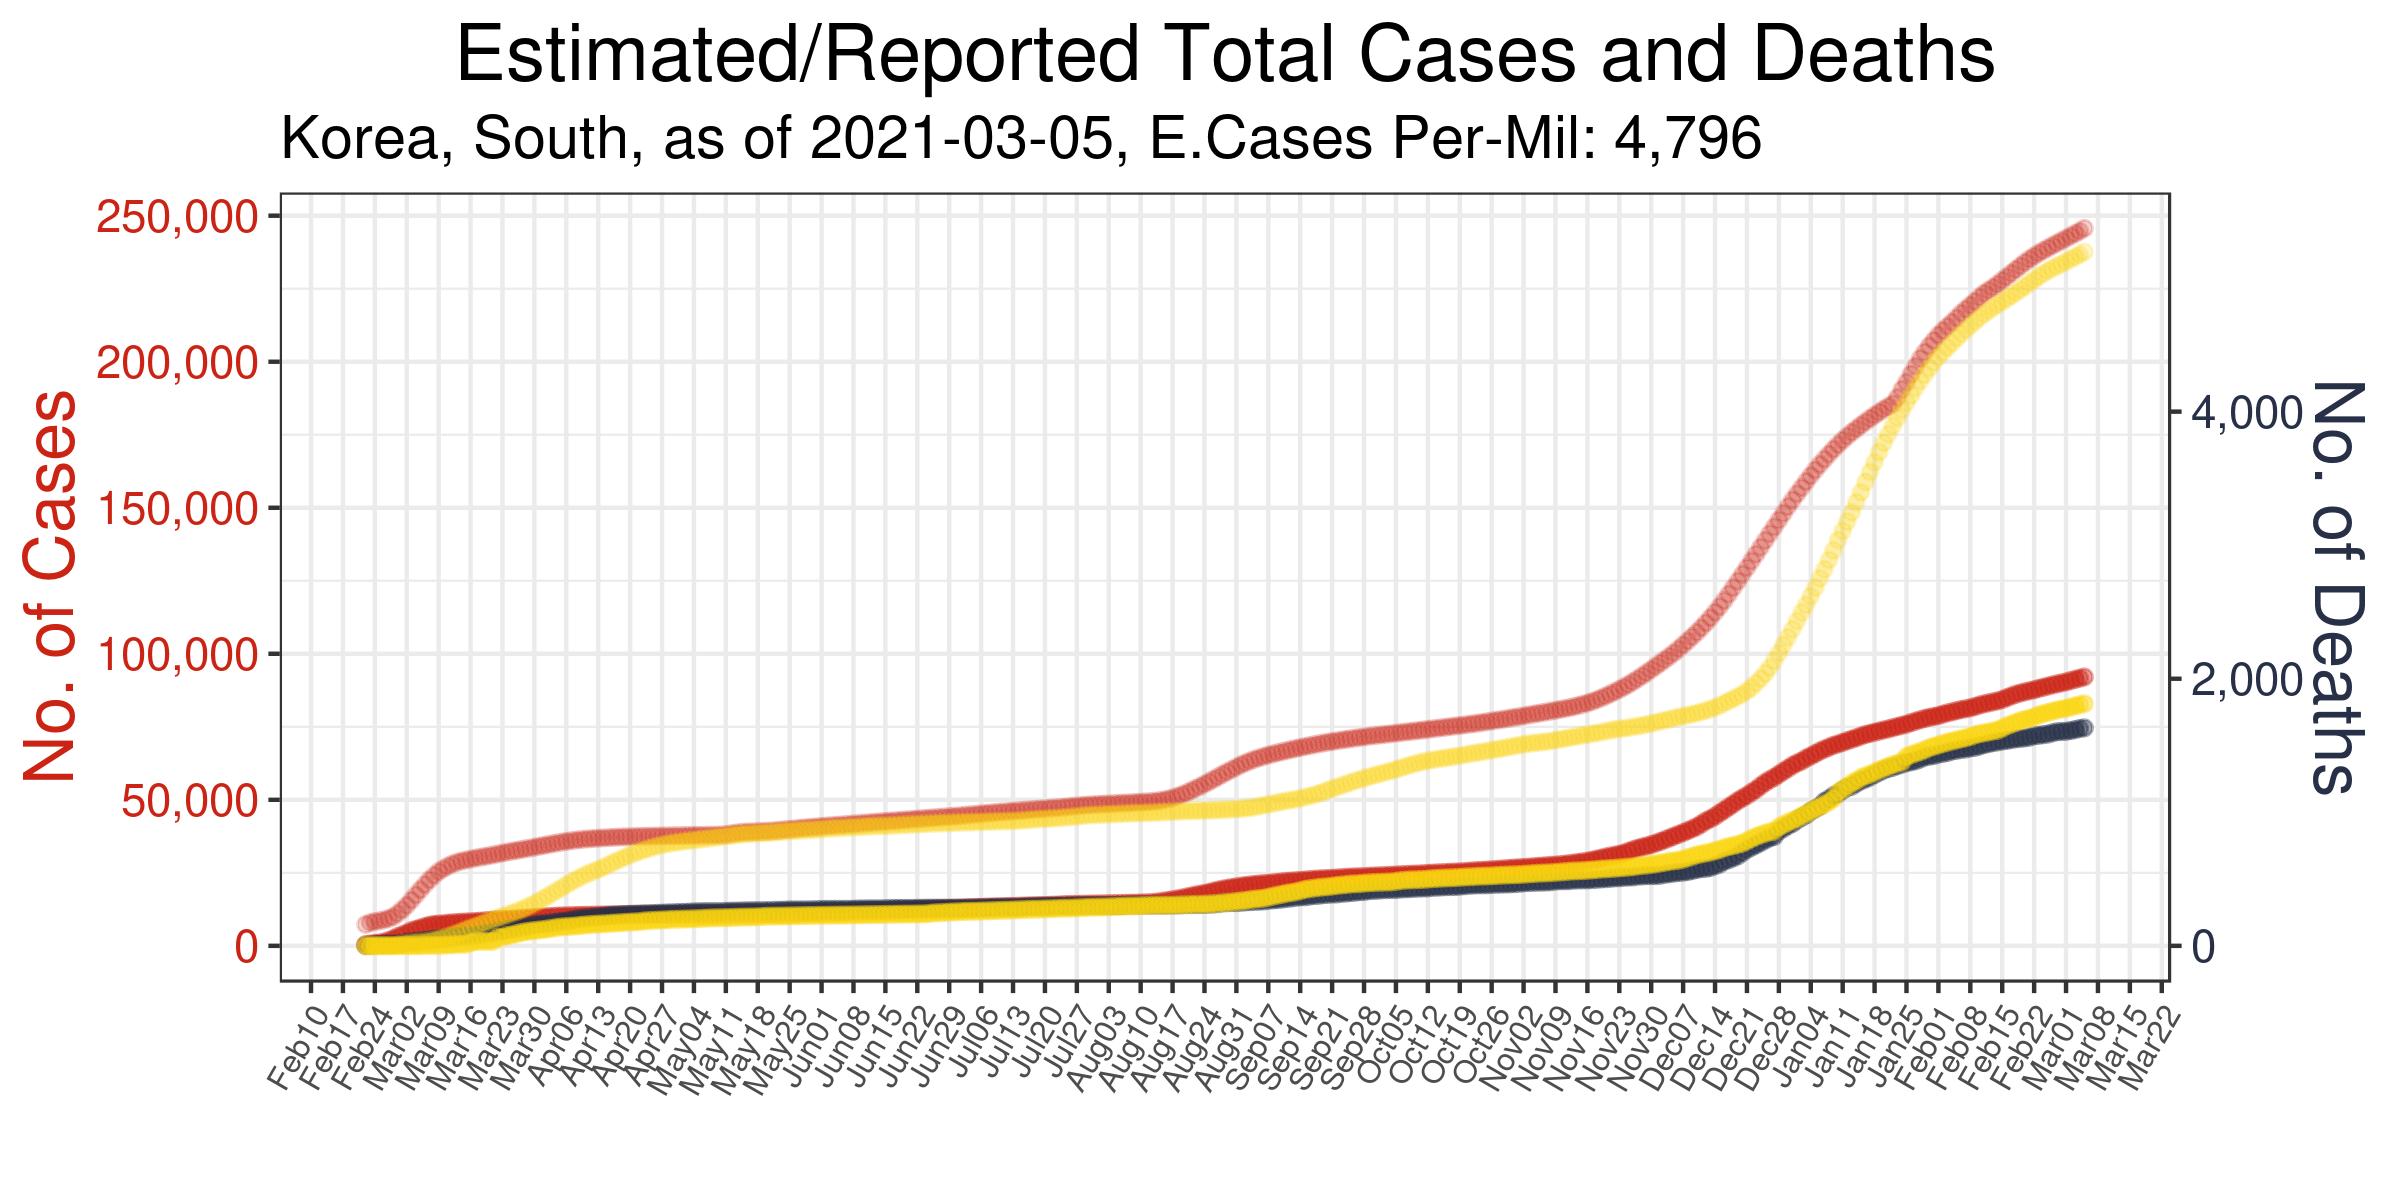 Estimated/Reported Total Cases and Deaths
Korea, South, as of 2021-03-05, E.Cases Per-Mil: 4,796
No. of Cases
250,000
200,000
150,000
100,000
50,000
0
4,000
2,000
0
No. of Deaths
Feb10
Feb17
Feb24
Mar02
Mar09
Mar16
Mar23
Mar30
Apr06
Apr13
Apr20
Apr27
May04
May11
May18
May25
Jun01
Jun08
Jun15
Jun22
Jun29
Jul06
Jul13
Jul20
Jul27
Aug03
Aug10
Aug17
Aug24
Aug31
Sep07
Sep14
Sep21
Sep28
Oct05
Oct12
Oct19
Oct26
Nov02
Nov09
Nov16
Nov23
Nov30
Dec07
Dec14
Dec21
Dec28
Jan04
Jan11
Jan18
Jan25
Feb01
Feb08
Feb15
Feb22
Mar01
Mar08
Mar15
Mar22